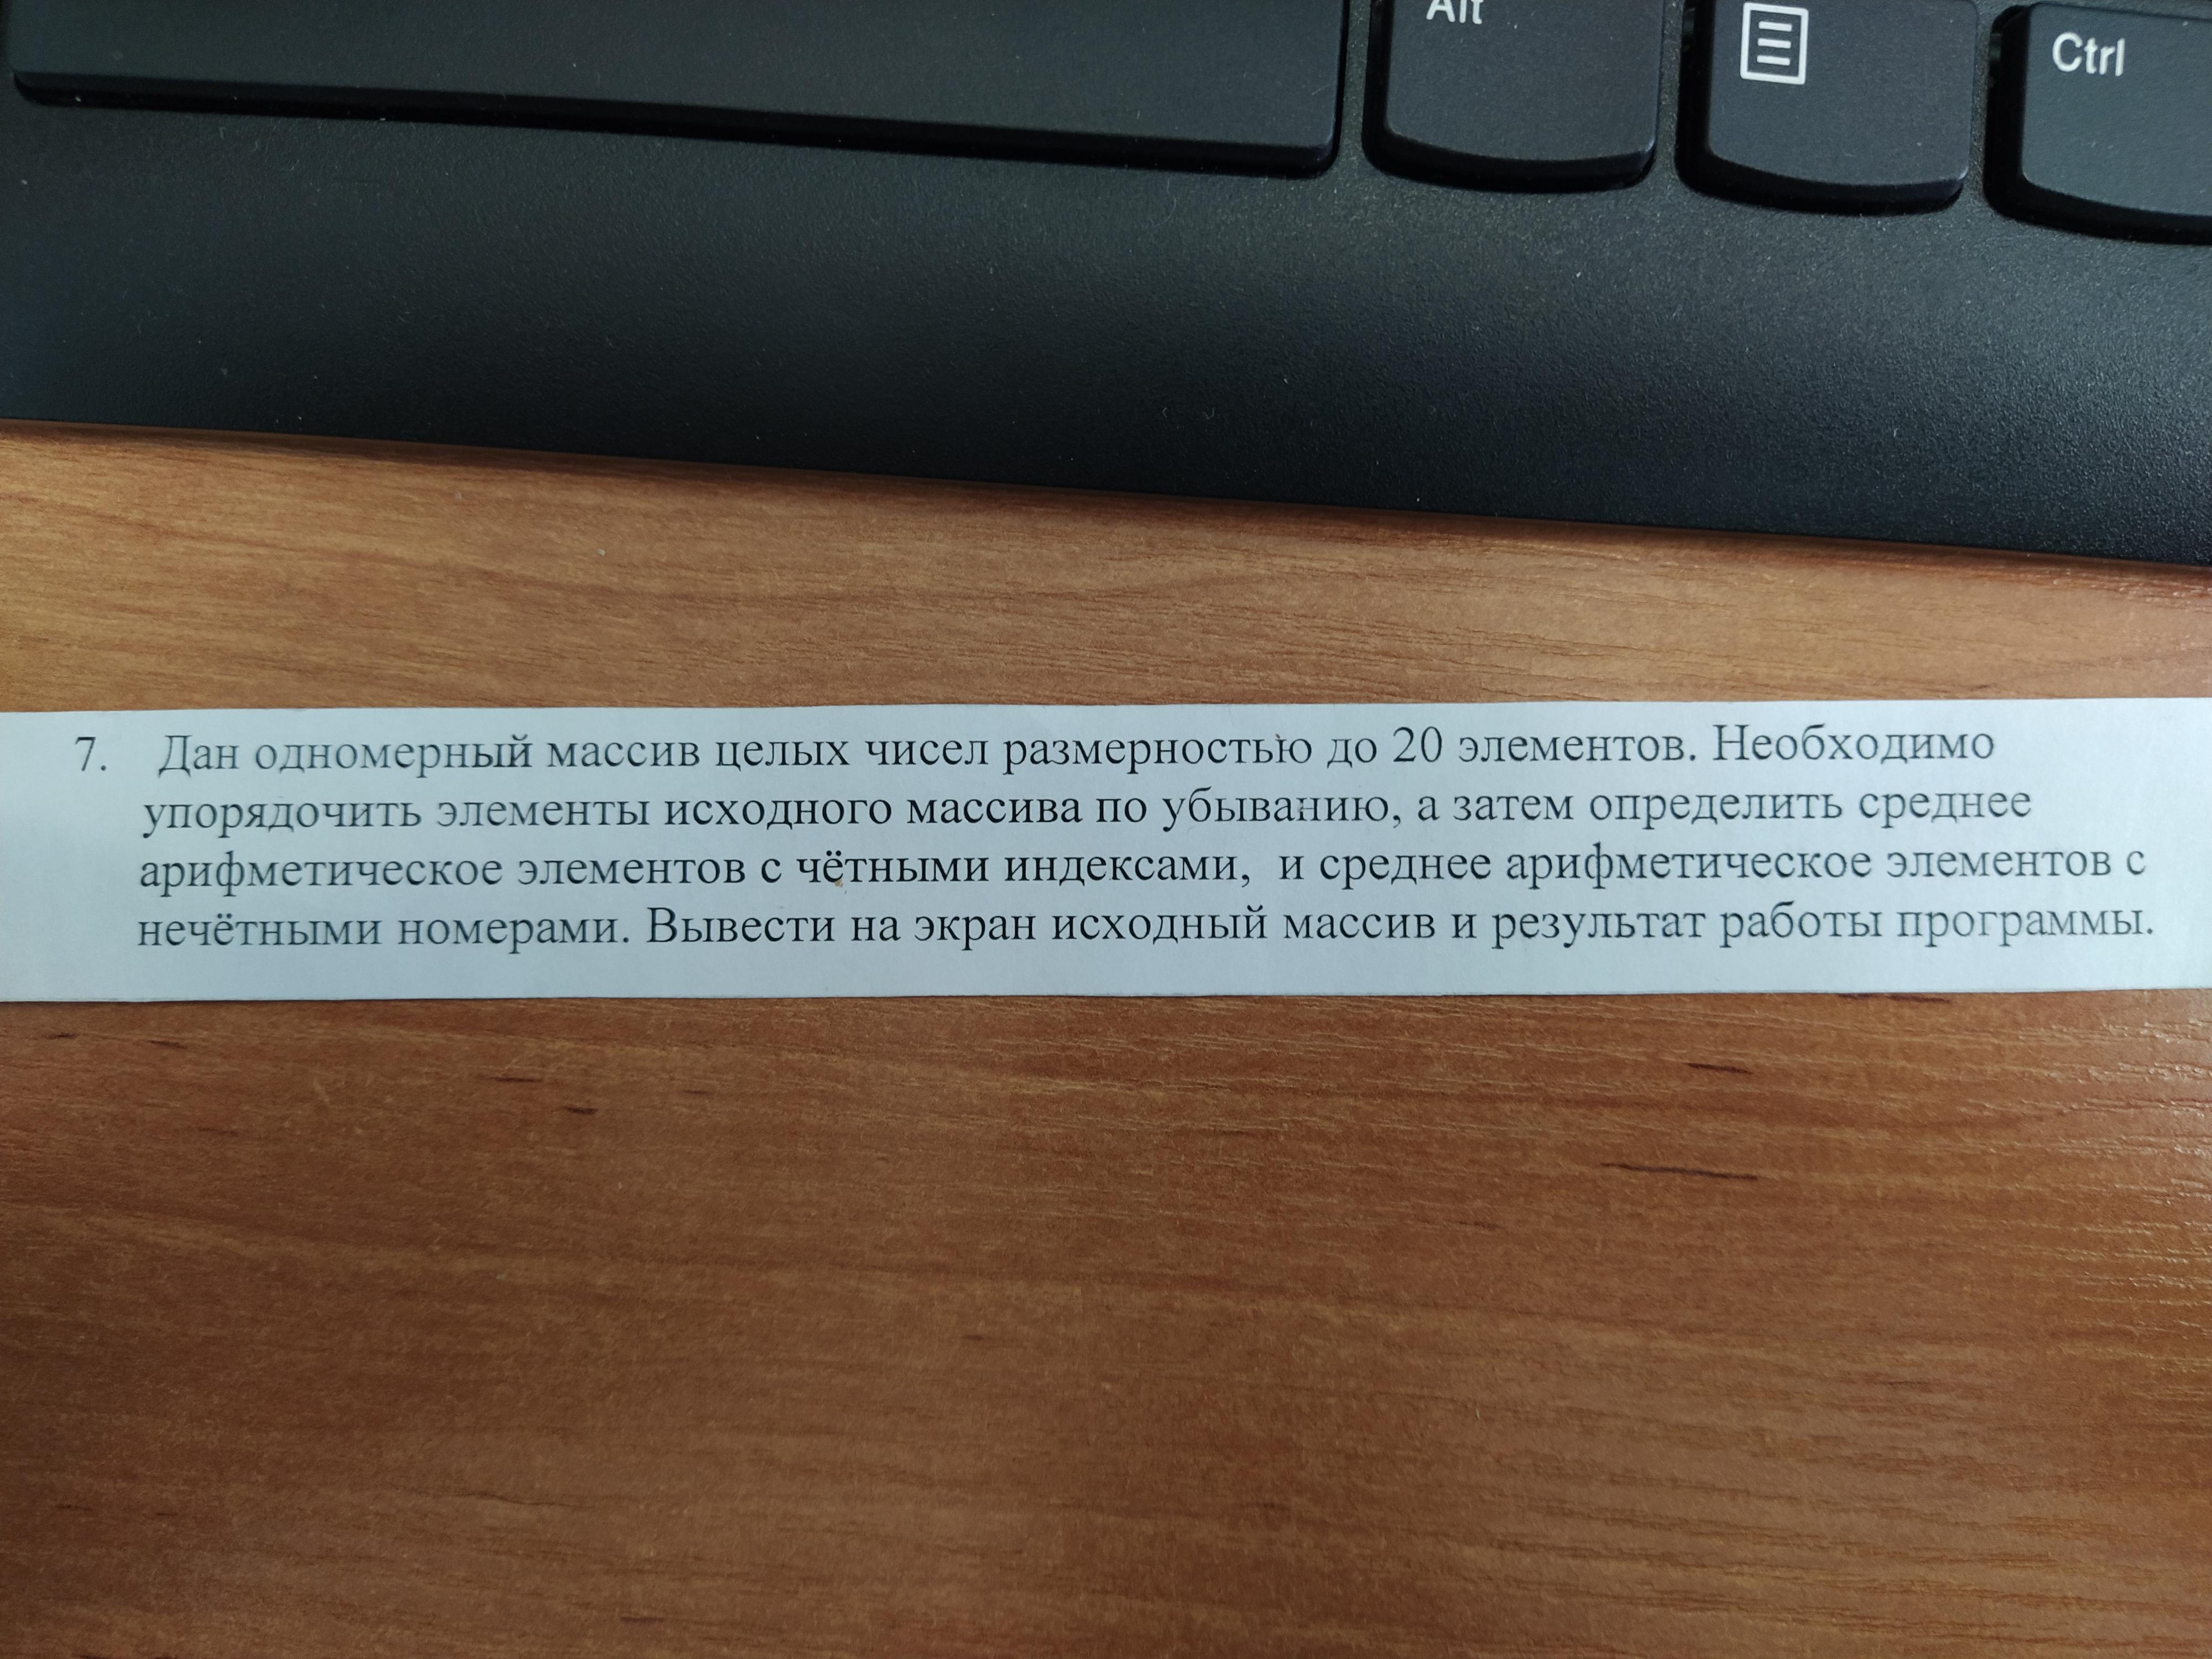 Alt
Ctrl
7. Дан одномерный массив целых чисел размерностью до 20 элементов. Необходимо
упорядочить элементы исходного массива по убыванию, а затем определить среднее
арифметическое элементов с чётными индексами, и среднее арифметическое элементов с
нечётными номерами. Вывести на экран исходный массив и результат работы программы.